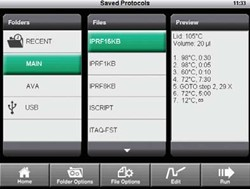 Saved Protocols
11:33
Folders
RECENT
MAIN
AVA
USB
Files
IPRF16KB
IPRF1KB
IPRF8KB
ISCRIPT
ITAQ-FST
Preview
Lid: 105°C
Volume: 20 µl
1. 98°C, 0:30
2. 98°C, 0:05
3. 60°C, 0:10
4. 72°C, 0:30
5. GOTO step 2, 29 X
6. 72°C, 5:00
7. 12°C, ∞
Home
Folder Options
File Options
Edit
Run